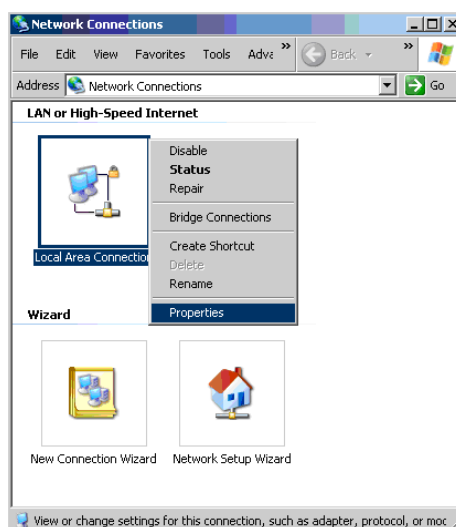 Network Connections
File Edit View Favorites Tools Adva » Back »
Address Network Connections Go
LAN or High-Speed Internet
Disable
Status
Repair
Bridge Connections
Create Shortcut
Delete
Rename
Properties
Local Area Connection
Wizard
New Connection Wizard Network Setup Wizard
View or change settings for this connection, such as adapter, protocol, or moc